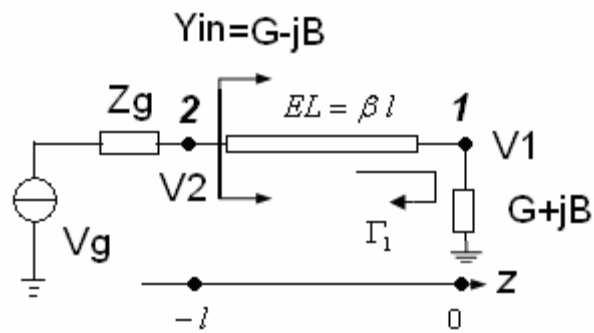 Yin=G-jB
Zg
2
EL = β l
1
V1
V2
G+jB
Γ₁
Vg
z
-l
0